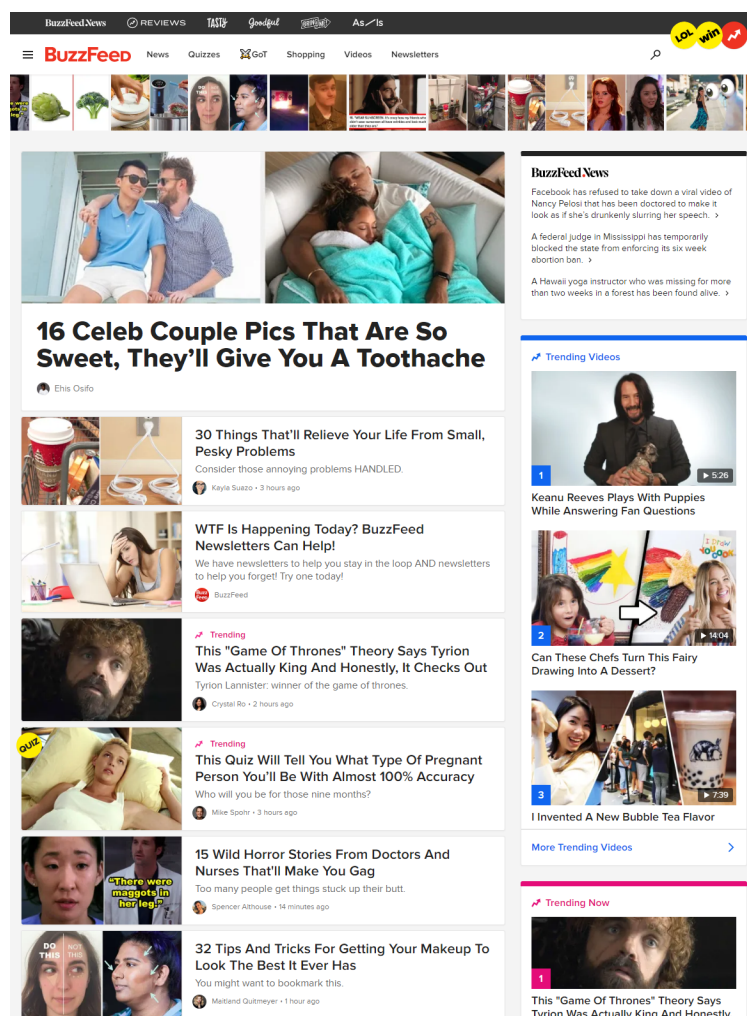 BuzzFeed News
REVIEWS
TASTY
Goodful
As/Is
LOL
win
BuzzFeed
News
Quizzes
GoT
Shopping
Videos
Newsletters
DO THIS
16 Celeb Couple Pics That Are So
Sweet, They'll Give You A Toothache
Ehis Osifo
30 Things That'll Relieve Your Life From Small,
Pesky Problems
Consider those annoying problems HANDLED.
Kayla Suazo • 3 hours ago
WTF Is Happening Today? BuzzFeed
Newsletters Can Help!
We have newsletters to help you stay in the loop AND newsletters
to help you forget! Try one today!
Buzz
Feed
BuzzFeed
Trending
This "Game Of Thrones" Theory Says Tyrion
Was Actually King And Honestly, It Checks Out
Tyrion Lannister: winner of the game of thrones.
Crystal Ro • 2 hours ago
QUIZ
Trending
This Quiz Will Tell You What Type Of Pregnant
Person You'll Be With Almost 100% Accuracy
Who will you be for those nine months?
Mike Spohr • 3 hours ago
"There were
maggots in
her leg."
15 Wild Horror Stories From Doctors And
Nurses That'll Make You Gag
Too many people get things stuck up their butt.
Spencer Althouse • 14 minutes ago
DO NOT
THIS THIS
32 Tips And Tricks For Getting Your Makeup To
Look The Best It Ever Has
You might want to bookmark this.
Maitland Quitmeyer • 1 hour ago
BuzzFeed News
Facebook has refused to take down a viral video of
Nancy Pelosi that has been doctored to make it
look as if she's drunkenly slurring her speech. ›
A federal judge in Mississippi has temporarily
blocked the state from enforcing its six week
abortion ban. ›
A Hawaii yoga instructor who was missing for more
than two weeks in a forest has been found alive. ›
Trending Videos
1
5:26
Keanu Reeves Plays With Puppies
While Answering Fan Questions
I DREW
2
14:04
Can These Chefs Turn This Fairy
Drawing Into A Dessert?
3
7:39
I Invented A New Bubble Tea Flavor
More Trending Videos
Trending Now
1
This "Game Of Thrones" Theory Says
Tyrion Was Actually King And Honestly